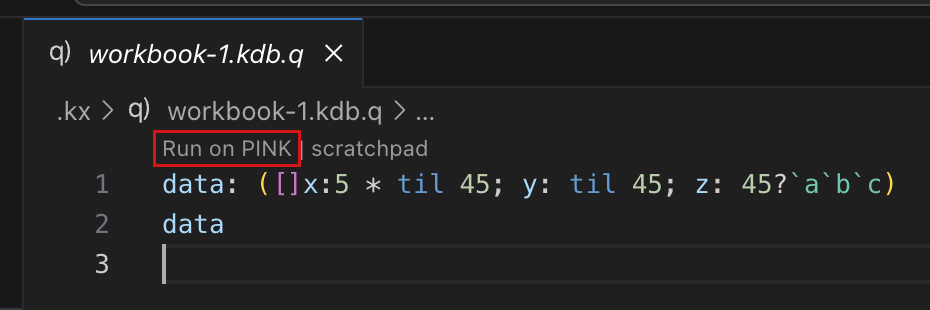 q) workbook-1.kdb.q ×
.kx > q) workbook-1.kdb.q > ...
Run on PINK | scratchpad
1 data: ([]x:5 * til 45; y: til 45; z: 45?`a`b`c)
2 data
3